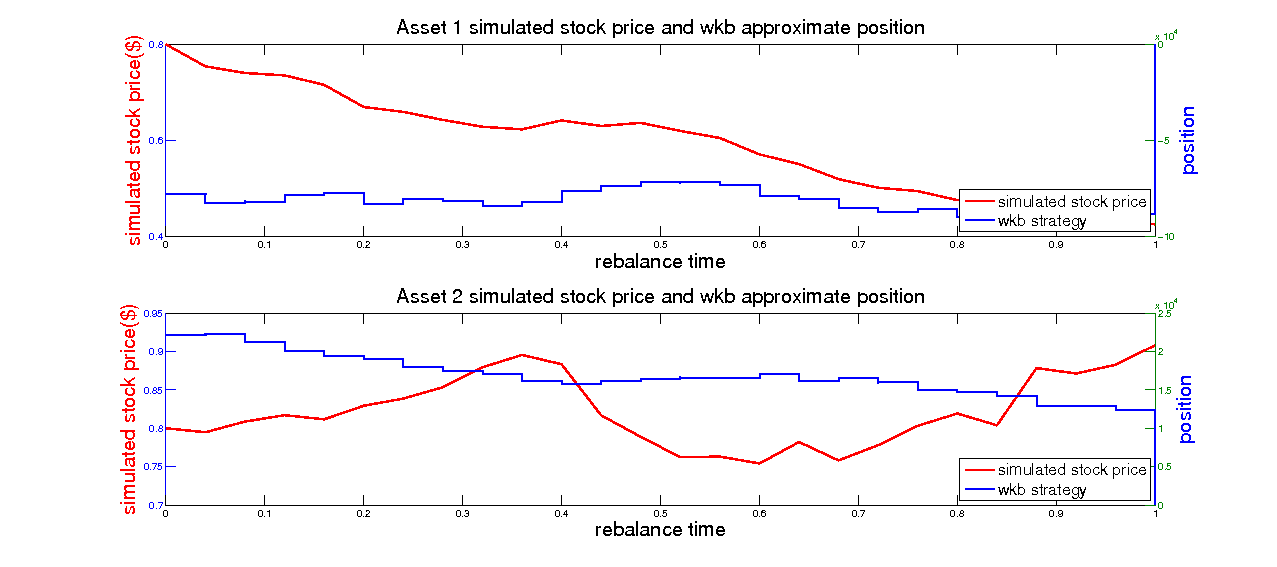 Asset 1 simulated stock price and wkb approximate position
x 10^4
simulated stock price($)
0.8
0.6
0.4
0
-5
-10
position
simulated stock price
wkb strategy
0 0.1 0.2 0.3 0.4 0.5 0.6 0.7 0.8 0.9 1
rebalance time
Asset 2 simulated stock price and wkb approximate position
x 10^4
simulated stock price($)
0.95
0.9
0.85
0.8
0.75
0.7
2.5
2
1.5
1
0.5
0
position
simulated stock price
wkb strategy
0 0.1 0.2 0.3 0.4 0.5 0.6 0.7 0.8 0.9 1
rebalance time